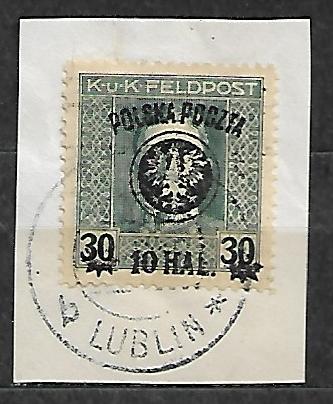 K.u.K. FELDPOST
POLSKA POCZTA
30 30
10 HAL.
b LUBLIN *